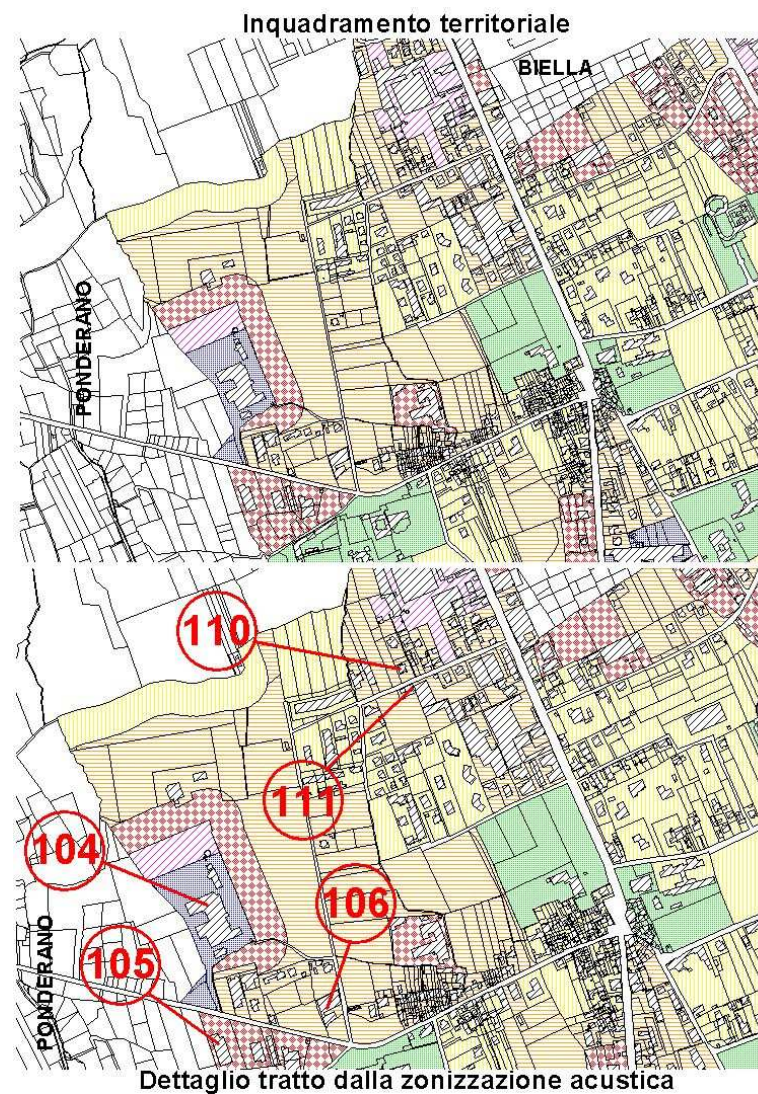 Inquadramento territoriale
BIELLA
PONDERANO
110
111
104
106
105
PONDERANO
Dettaglio tratto dalla zonizzazione acustica